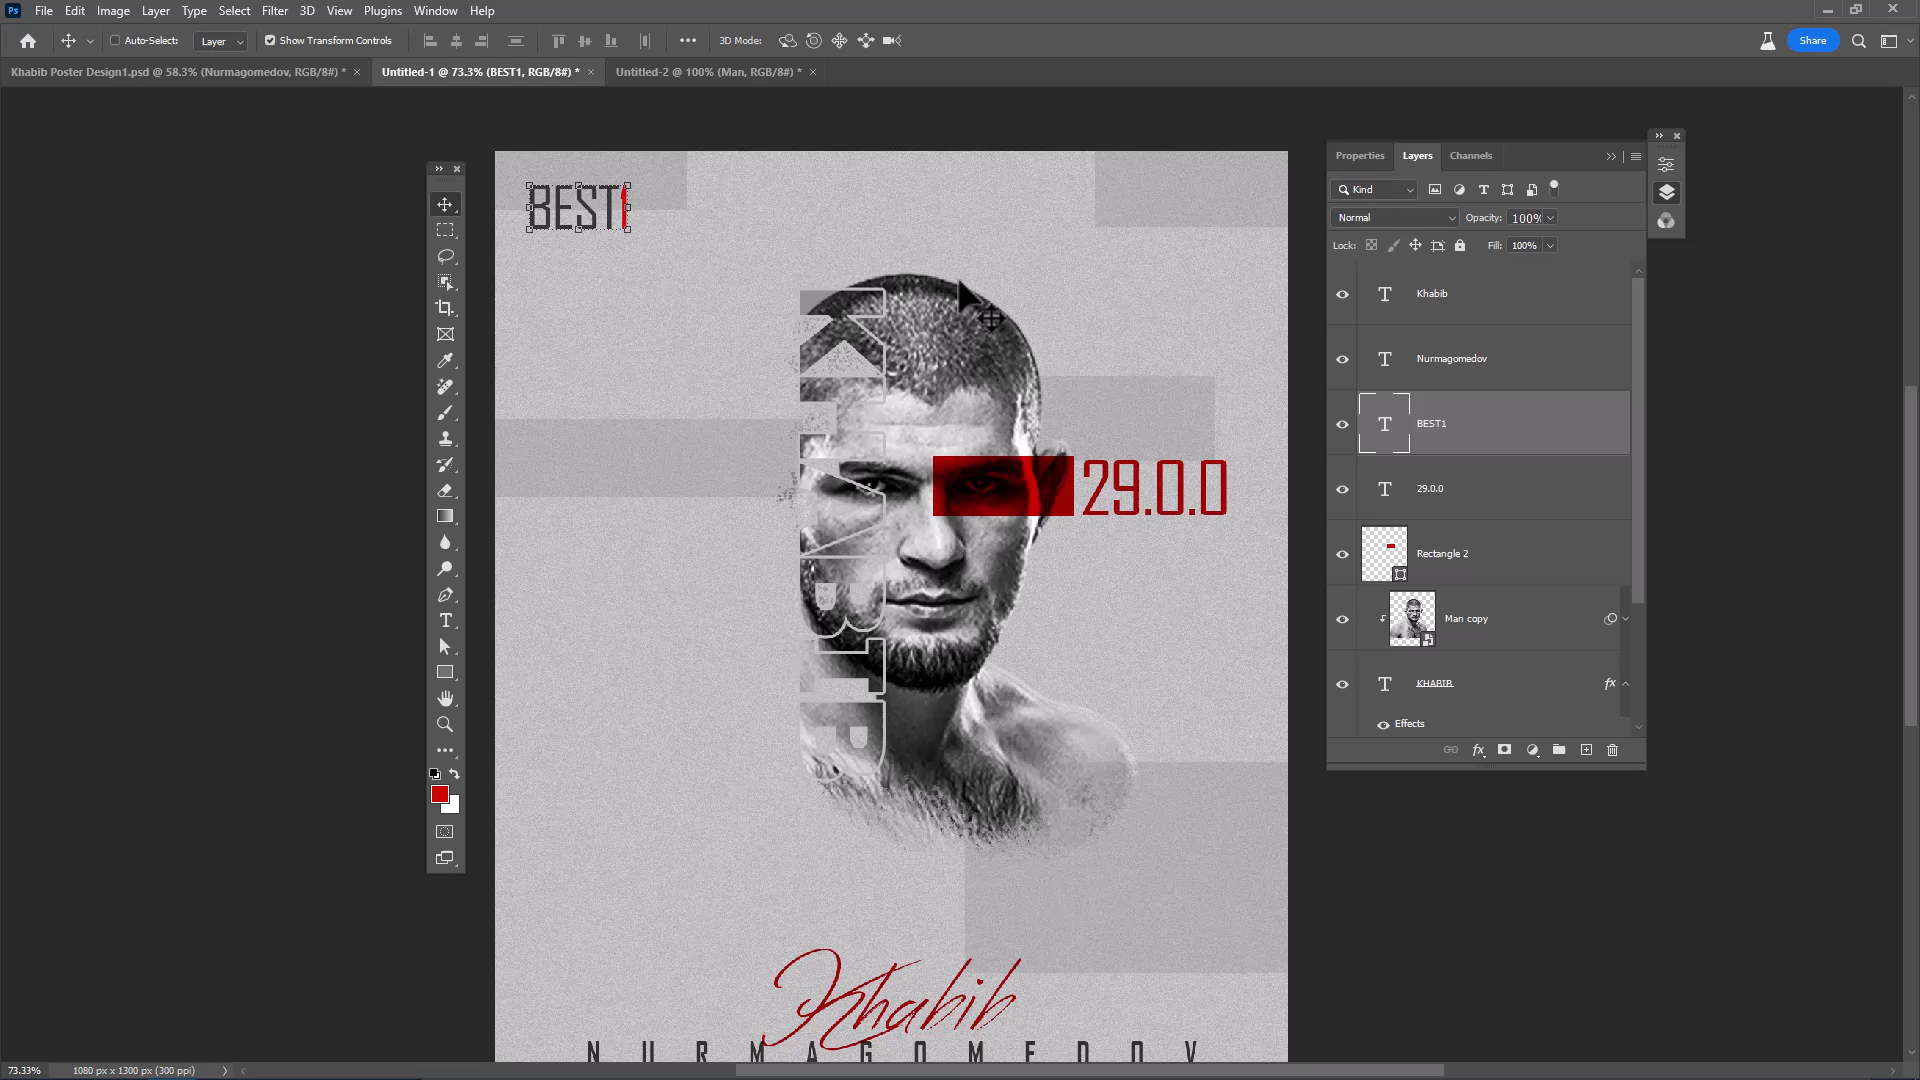 Ps File Edit Image Layer Type Select Filter 3D View Plugins Window Help
Auto-Select: Layer Show Transform Controls 3D Mode: Share
Khabib Poster Design1.psd @ 58.3% (Nurmagomedov, RGB/8#) * Untitled-1 @ 73.3% (BEST1, RGB/8#) * Untitled-2 @ 100% (Man, RGB/8#) *
Properties Layers Channels
Kind
Normal Opacity: 100%
Lock: Fill: 100%
Khabib
Nurmagomedov
BEST1
29.0.0
Rectangle 2
Man copy
KHABIB
fx
Effects
fx
BEST1
KHABIB
29.0.0
Khabib
NURMAGOMEDOV
73.33% 1080 px x 1300 px (300 ppi)